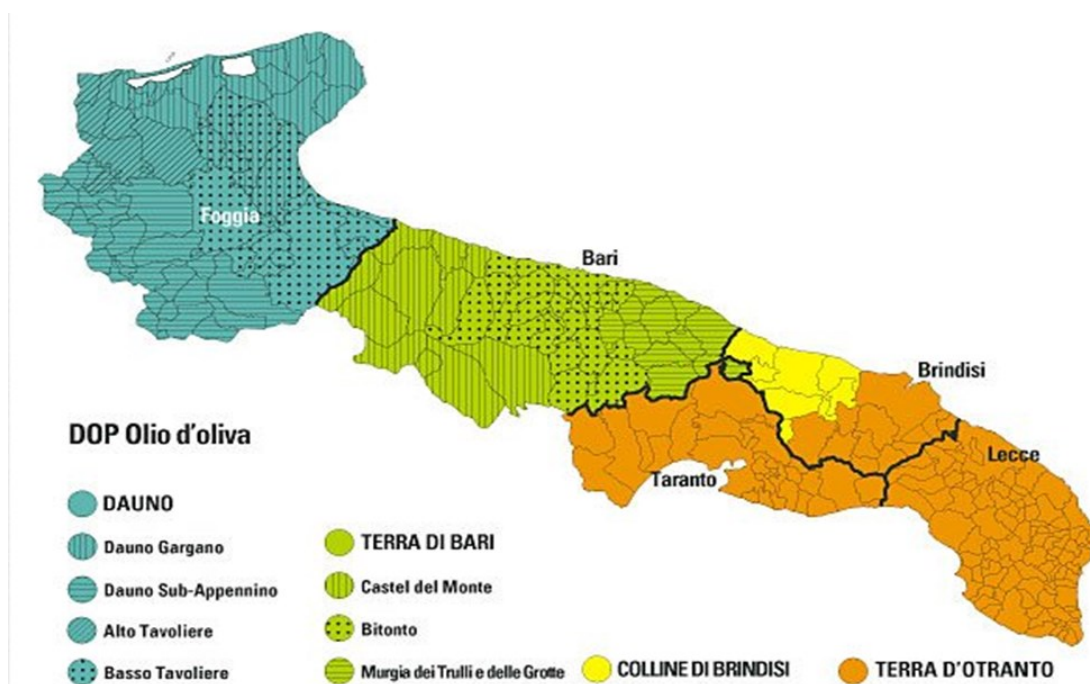 Foggia
Bari
Brindisi
Lecce
Taranto
DOP Olio d'oliva
DAUNO
Dauno Gargano
Dauno Sub-Appennino
Alto Tavoliere
Basso Tavoliere
TERRA DI BARI
Castel del Monte
Bitonto
Murgia dei Trulli e delle Grotte
COLLINE DI BRINDISI
TERRA D'OTRANTO